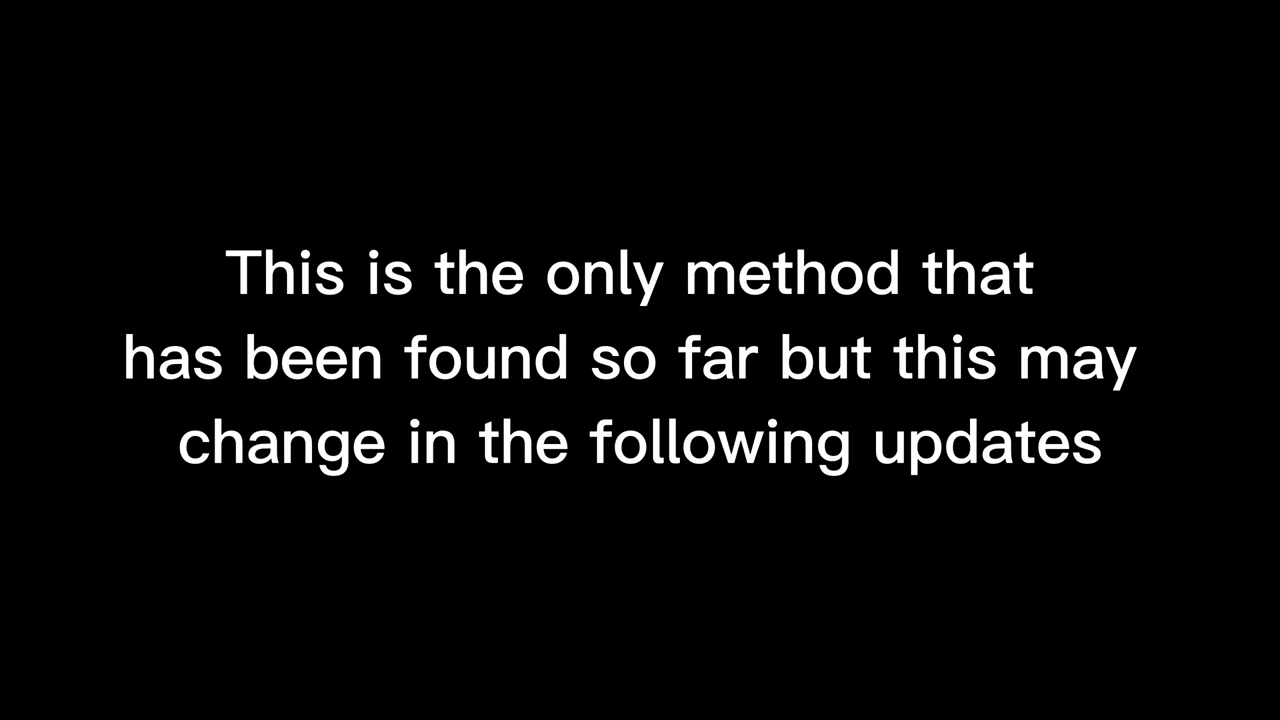 This is the only method that
has been found so far but this may
change in the following updates